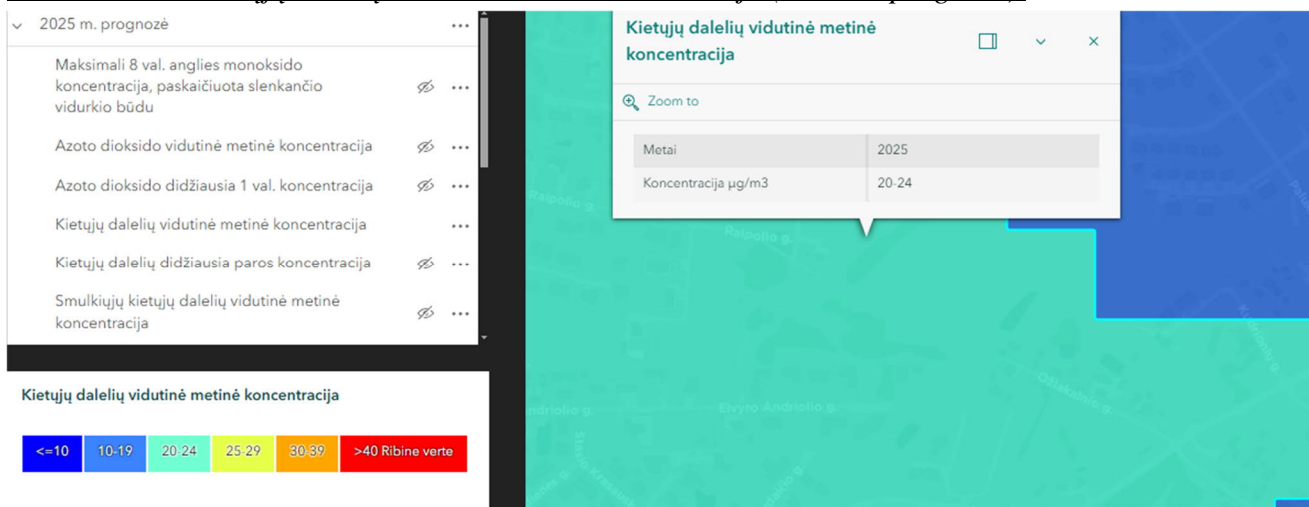 2025 m. prognozė
Maksimali 8 val. anglies monoksido
koncentracija, paskaičiuota slenkančio
vidurkio būdu
Azoto dioksido vidutinė metinė koncentracija
Azoto dioksido didžiausia 1 val. koncentracija
Kietųjų dalelių vidutinė metinė koncentracija
Kietųjų dalelių didžiausia paros koncentracija
Smulkiųjų kietųjų dalelių vidutinė metinė
koncentracija
Kietųjų dalelių vidutinė metinė koncentracija
<=10 10-19 20-24 25-29 30-39 >40 Ribine verte
Kietųjų dalelių vidutinė metinė
koncentracija
Zoom to
Metai 2025
Koncentracija µg/m3 20-24
Raipolio g.
Raipolio g.
Elvyro Andriollio g.